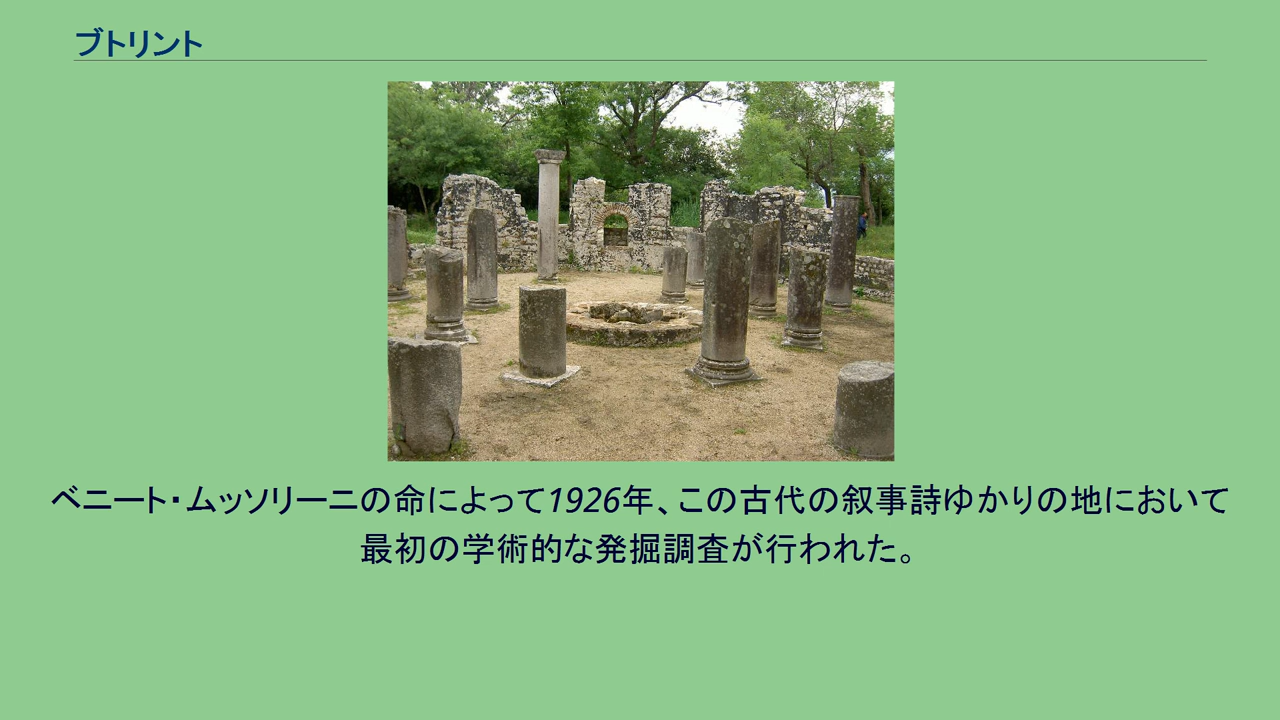 ブトリント
ベニート・ムッソリーニの命によって1926年、この古代の叙事詩ゆかりの地において
最初の学術的な発掘調査が行われた。